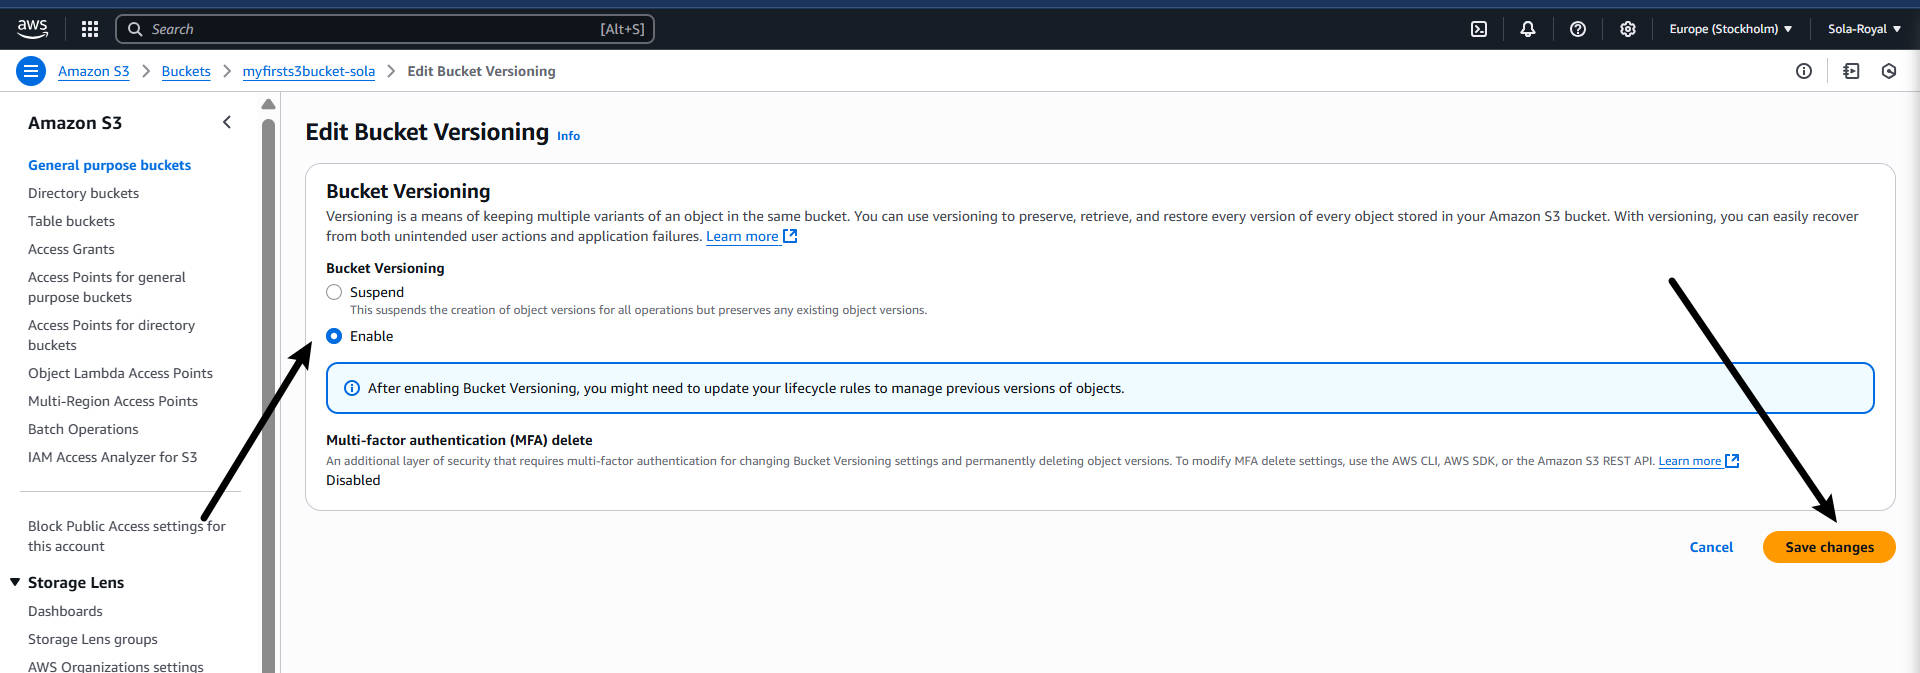 aws
Search [Alt+S]
Europe (Stockholm) Sola-Royal
Amazon S3 Buckets myfirsts3bucket-sola Edit Bucket Versioning
Amazon S3
General purpose buckets
Directory buckets
Table buckets
Access Grants
Access Points for general
purpose buckets
Access Points for directory
buckets
Object Lambda Access Points
Multi-Region Access Points
Batch Operations
IAM Access Analyzer for S3
Block Public Access settings for
this account
Storage Lens
Dashboards
Storage Lens groups
AWS Organizations settings
Edit Bucket Versioning Info
Bucket Versioning
Versioning is a means of keeping multiple variants of an object in the same bucket. You can use versioning to preserve, retrieve, and restore every version of every object stored in your Amazon S3 bucket. With versioning, you can easily recover
from both unintended user actions and application failures. Learn more
Bucket Versioning
Suspend
This suspends the creation of object versions for all operations but preserves any existing object versions.
Enable
After enabling Bucket Versioning, you might need to update your lifecycle rules to manage previous versions of objects.
Multi-factor authentication (MFA) delete
An additional layer of security that requires multi-factor authentication for changing Bucket Versioning settings and permanently deleting object versions. To modify MFA delete settings, use the AWS CLI, AWS SDK, or the Amazon S3 REST API. Learn more
Disabled
Cancel Save changes